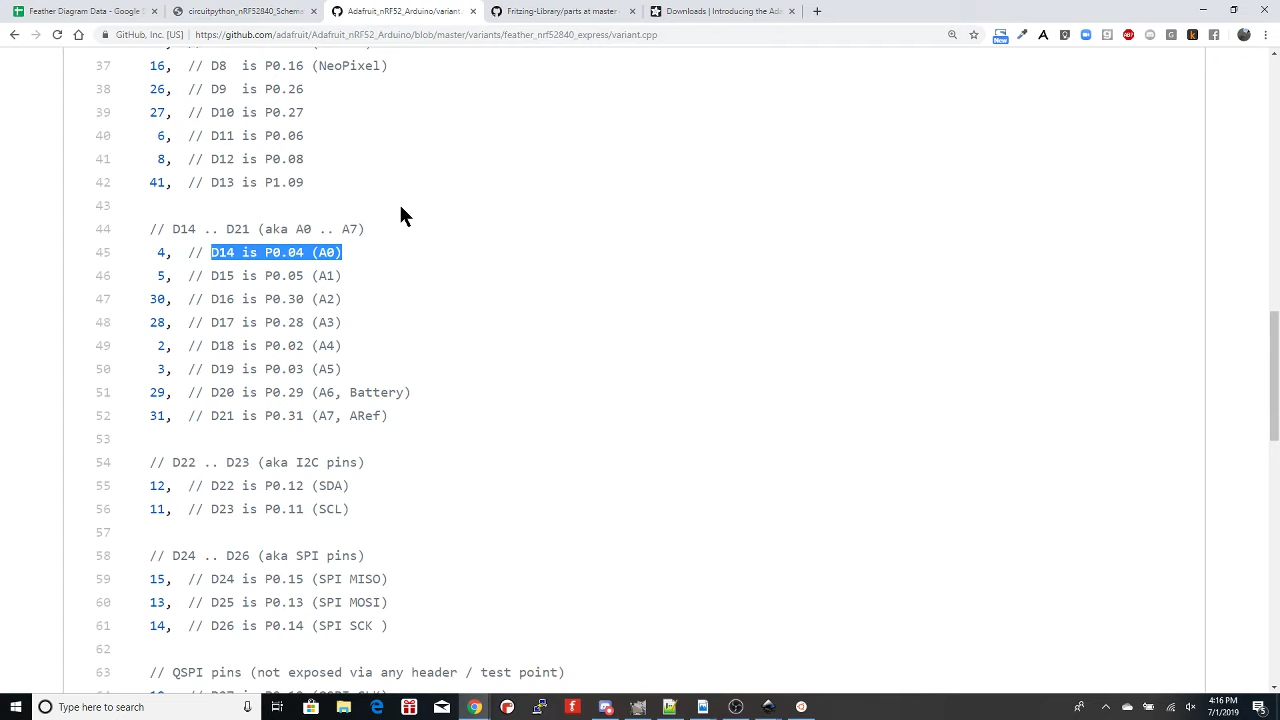 Feather Diagram Data - Google S
circuitpython_nRF52840_Schema
Adafruit_nRF52_Arduino/variant
Fritzing-Library/parts at master
Downloads | Introducing the Ada
GitHub, Inc. [US] | https://github.com/adafruit/Adafruit_nRF52_Arduino/blob/master/variants/feather_nrf52840_express/variant.cpp
New
ABP
37 16, // D8 is P0.16 (NeoPixel)
38 26, // D9 is P0.26
39 27, // D10 is P0.27
40 6, // D11 is P0.06
41 8, // D12 is P0.08
42 41, // D13 is P1.09
43
44 // D14 .. D21 (aka A0 .. A7)
45 4, // D14 is P0.04 (A0)
46 5, // D15 is P0.05 (A1)
47 30, // D16 is P0.30 (A2)
48 28, // D17 is P0.28 (A3)
49 2, // D18 is P0.02 (A4)
50 3, // D19 is P0.03 (A5)
51 29, // D20 is P0.29 (A6, Battery)
52 31, // D21 is P0.31 (A7, ARef)
53
54 // D22 .. D23 (aka I2C pins)
55 12, // D22 is P0.12 (SDA)
56 11, // D23 is P0.11 (SCL)
57
58 // D24 .. D26 (aka SPI pins)
59 15, // D24 is P0.15 (SPI MISO)
60 13, // D25 is P0.13 (SPI MOSI)
61 14, // D26 is P0.14 (SPI SCK )
62
63 // QSPI pins (not exposed via any header / test point)
Type here to search
4:16 PM
7/1/2019